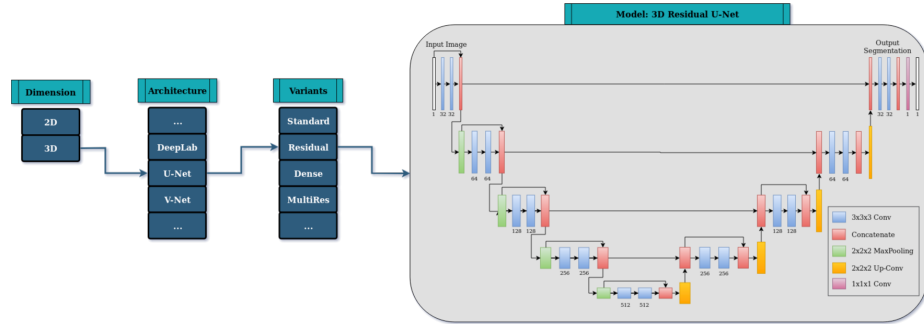 Model: 3D Residual U-Net
Input Image
Output
Segmentation
1 32 32
32 32 1 1
Dimension
2D
3D
Architecture
...
DeepLab
U-Net
V-Net
...
Variants
Standard
Residual
Dense
MultiRes
...
64 64
64 64
128 128
128 128
256 256
256 256
512 512
3x3x3 Conv
Concatenate
2x2x2 MaxPooling
2x2x2 Up-Conv
1x1x1 Conv